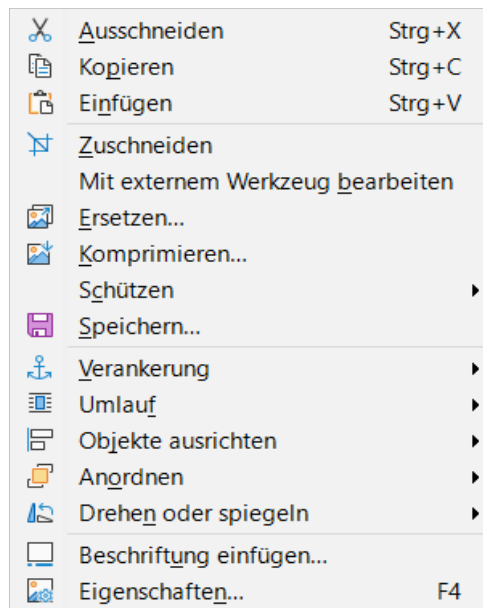 Ausschneiden Strg+X
Kopieren Strg+C
Einfügen Strg+V
Zuschneiden
Mit externem Werkzeug bearbeiten
Ersetzen...
Komprimieren...
Schützen
Speichern...
Verankerung
Umlauf
Objekte ausrichten
Anordnen
Drehen oder spiegeln
Beschriftung einfügen...
Eigenschaften... F4